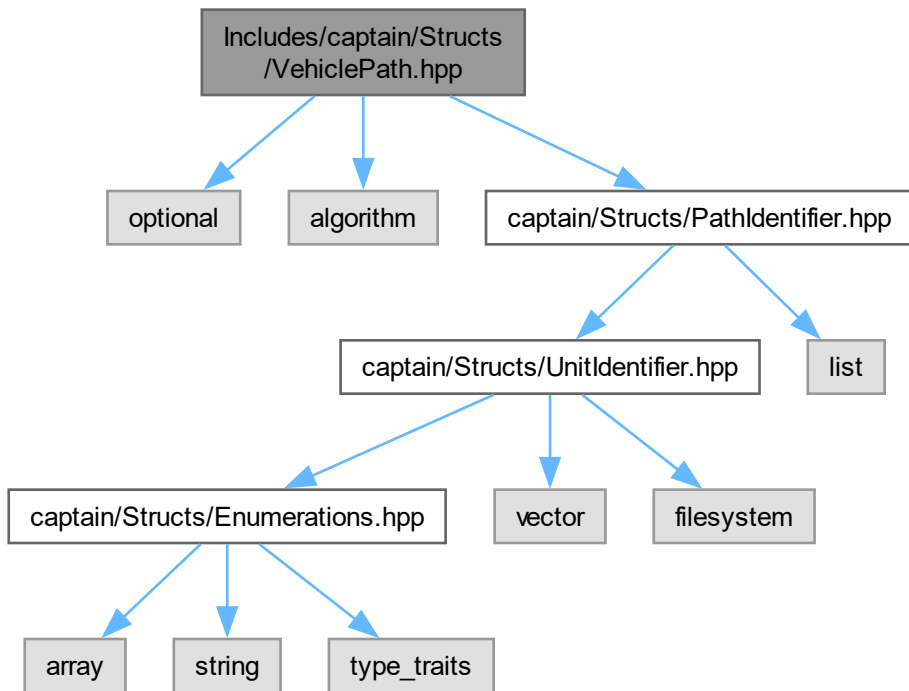 Includes/captain/Structs
/VehiclePath.hpp
optional
algorithm
captain/Structs/PathIdentifier.hpp
captain/Structs/UnitIdentifier.hpp
list
captain/Structs/Enumerations.hpp
vector
filesystem
array
string
type_traits